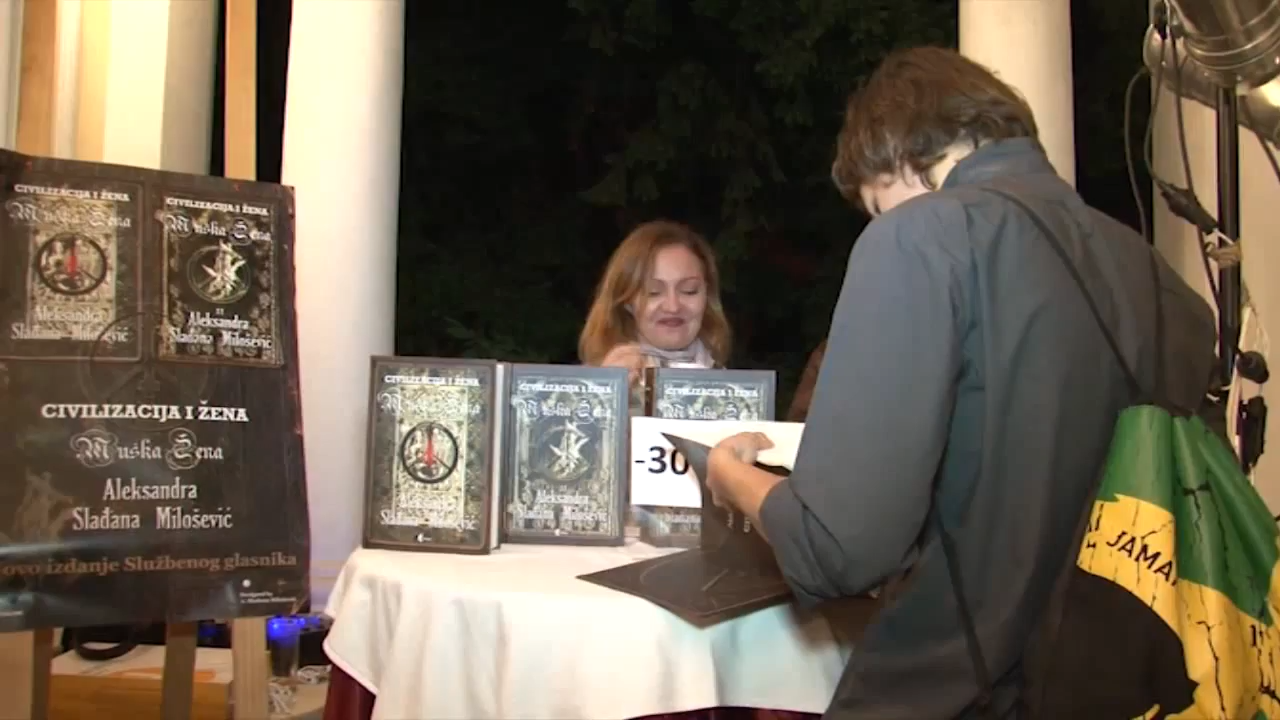 CIVILIZACIJA I ŽENA
Muška Žena
Aleksandra
Slađana Milošević
CIVILIZACIJA I ŽENA
Muška Žena
Aleksandra
Slađana Milošević
CIVILIZACIJA I ŽENA
Muška Žena
Aleksandra
Slađana Milošević
ovo izdanje Službenog glasnika
Designed by
CIVILIZACIJA I ŽENA
Muška Žena
Aleksandra
Slađana Milošević
CIVILIZACIJA I ŽENA
Muška Žena
Aleksandra
Slađana Milošević
CIVILIZACIJA I ŽENA
Muška Žena
-30
JAMA